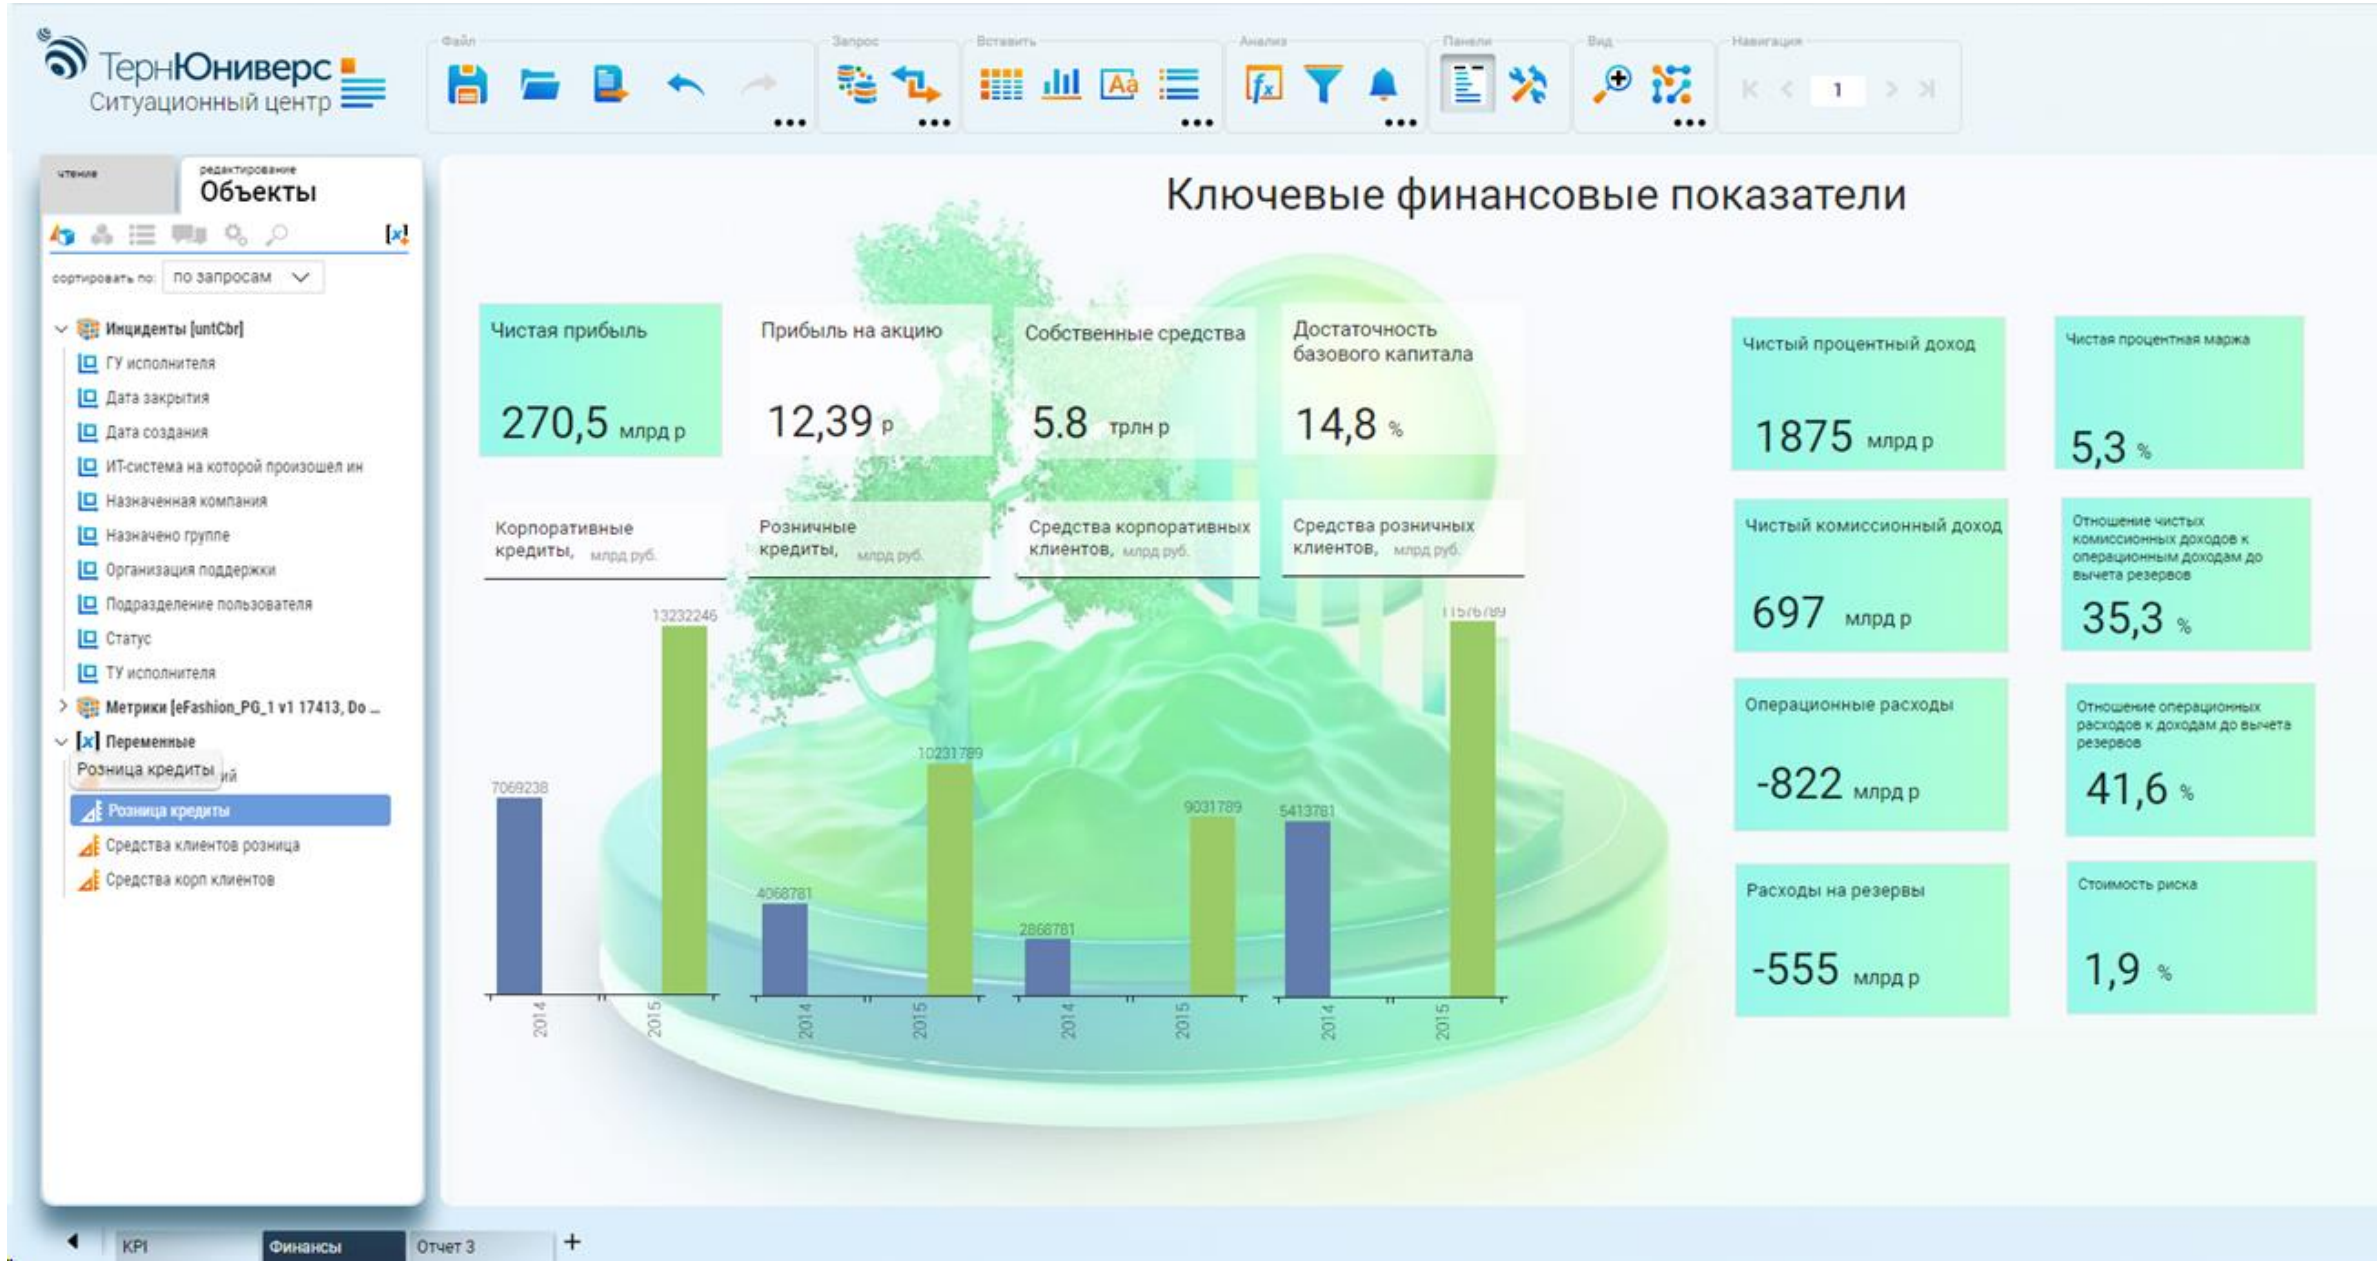 ТернЮниверс
Ситуационный центр
Файл
Запрос
Вставить
Анализ
Панели
Вид
Навигация
Aa
fx
1
чтение
редактирование
Объекты
[x]
сортировать по: по запросам
Инциденты [untCbr]
ГУ исполнителя
Дата закрытия
Дата создания
ИТ-система на которой произошел ин
Назначенная компания
Назначено группе
Организация поддержки
Подразделение пользователя
Статус
ТУ исполнителя
Метрики [eFashion_PG_1 v1 17413, Do ...
[x] Переменные
Розница кредиты
ий
Розница кредиты
Средства клиентов розница
Средства корп клиентов
Ключевые финансовые показатели
Чистая прибыль
270,5 млрд р
Прибыль на акцию
12,39 р
Собственные средства
5.8 трлн р
Достаточность
базового капитала
14,8 %
Корпоративные
кредиты, млрд руб.
Розничные
кредиты, млрд руб.
Средства корпоративных
клиентов, млрд руб.
Средства розничных
клиентов, млрд руб.
7069238
13232246
2014
2015
4068781
10231789
2014
2015
2868781
9031789
2014
2015
5413781
11576789
2014
2015
Чистый процентный доход
1875 млрд р
Чистая процентная маржа
5,3 %
Чистый комиссионный доход
697 млрд р
Отношение чистых
комиссионных доходов к
операционным доходам до
вычета резервов
35,3 %
Операционные расходы
-822 млрд р
Отношение операционных
расходов к доходам до вычета
резервов
41,6 %
Расходы на резервы
-555 млрд р
Стоимость риска
1,9 %
KPI
Финансы
Отчет 3
+